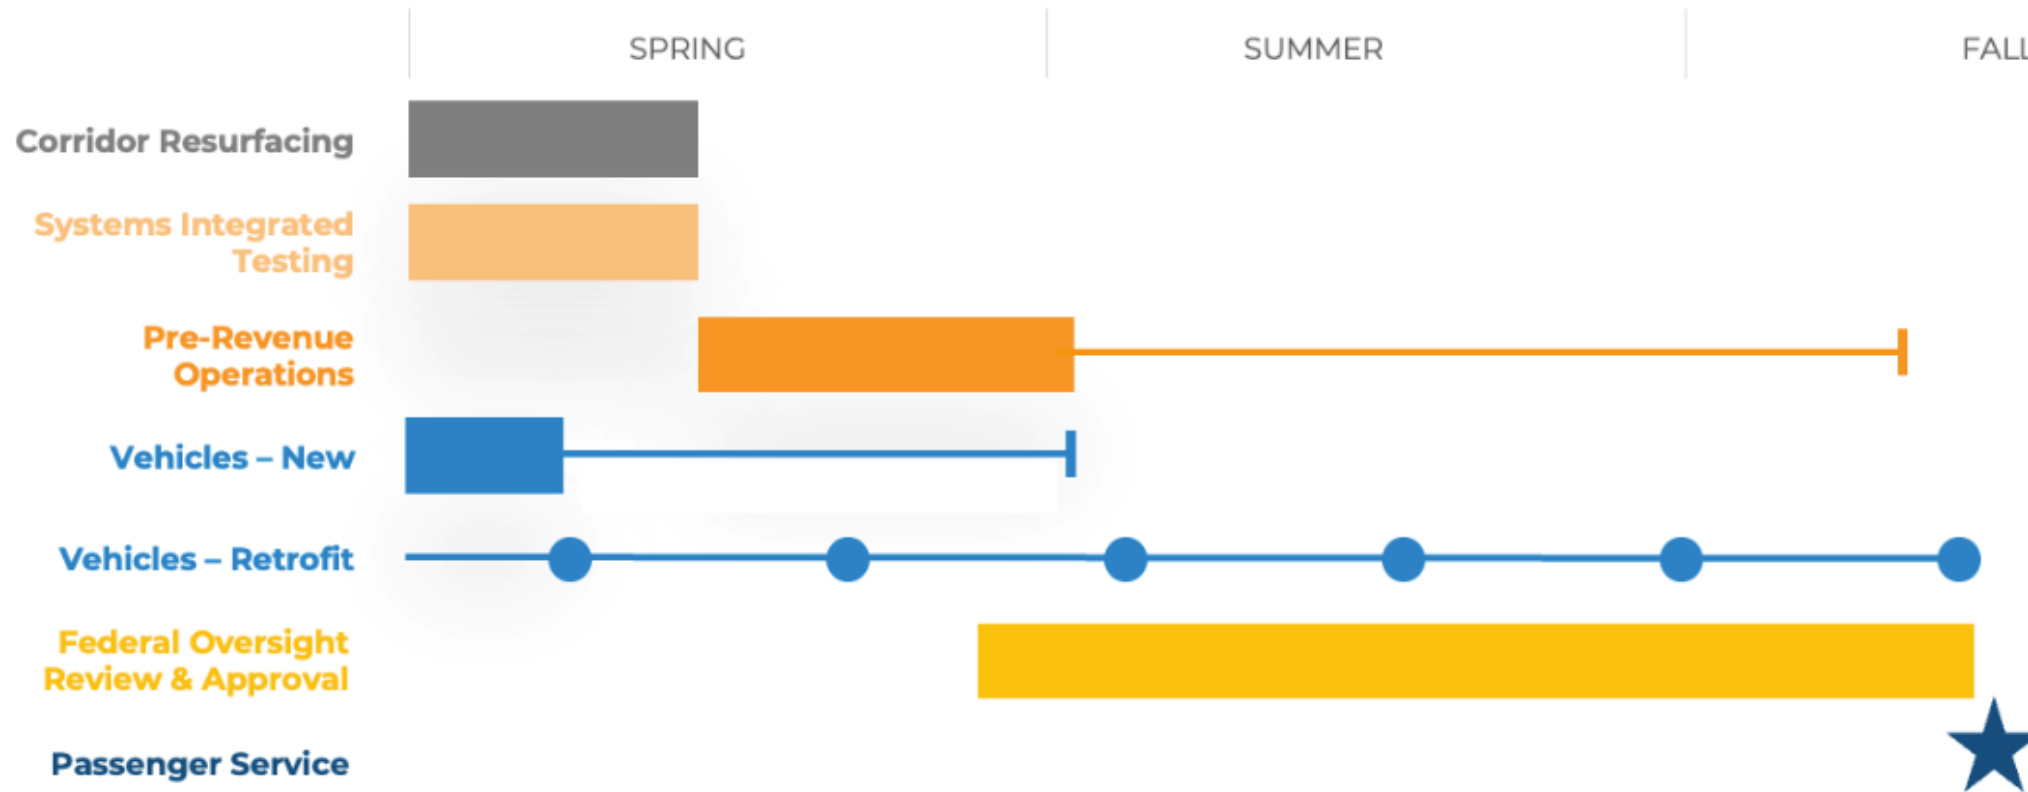 SPRING
SUMMER
FALL
Corridor Resurfacing
Systems Integrated
Testing
Pre-Revenue
Operations
Vehicles – New
Vehicles – Retrofit
Federal Oversight
Review & Approval
Passenger Service